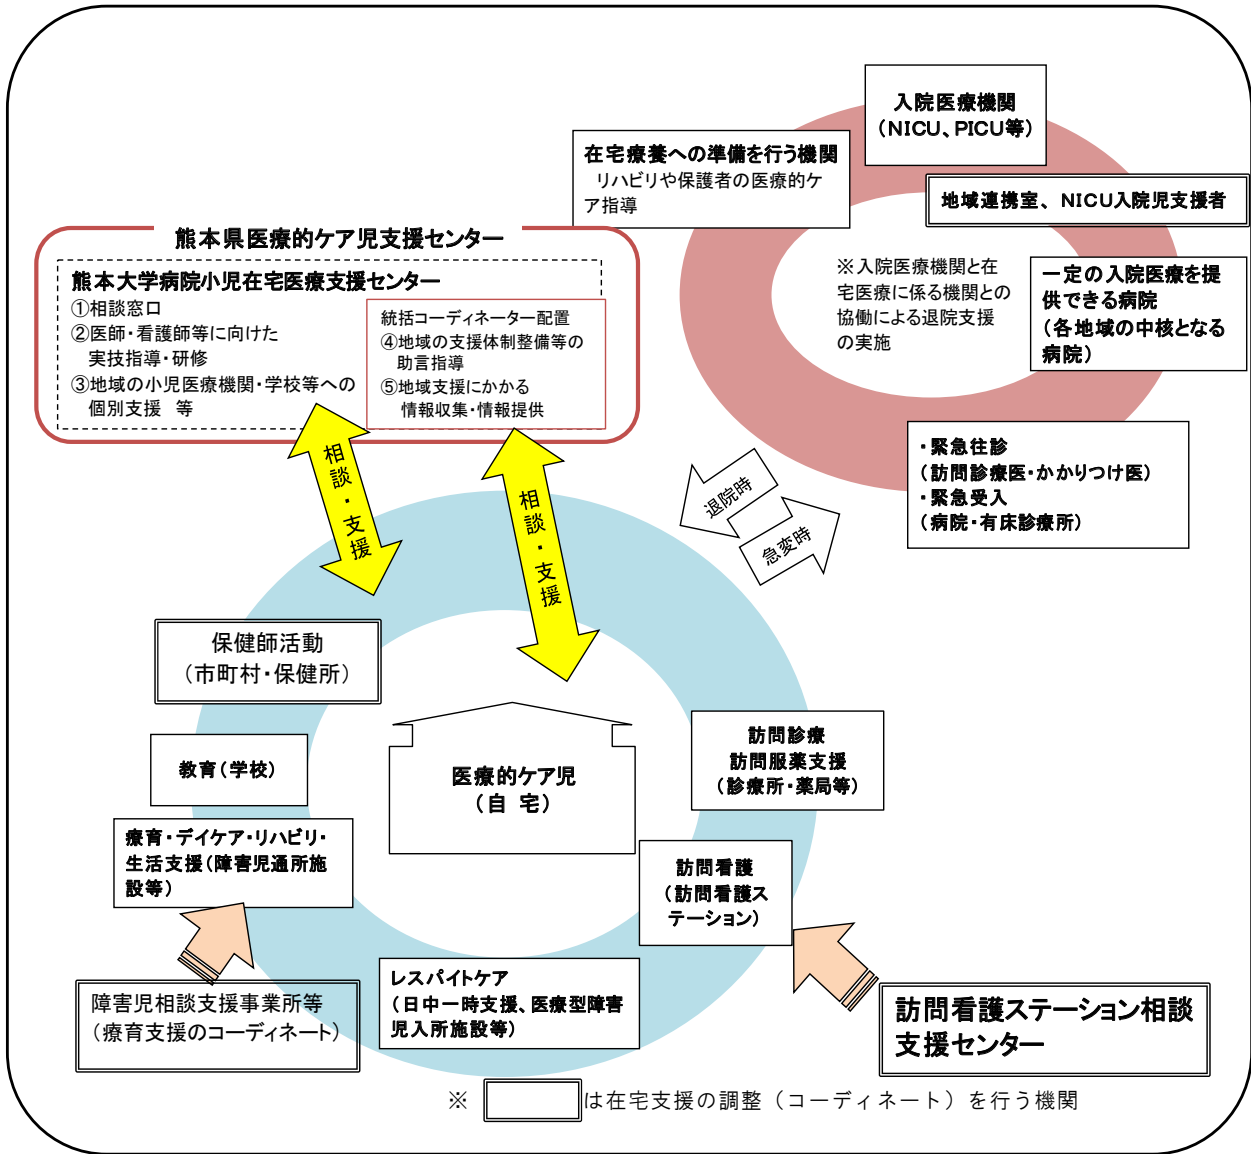 入院医療機関
(NICU、PICU等)
在宅療養への準備を行う機関
リハビリや保護者の医療的ケ
ア指導
地域連携室、NICU入院児支援者
熊本県医療的ケア児支援センター
熊本大学病院小児在宅医療支援センター
①相談窓口
②医師・看護師等に向けた
実技指導・研修
③地域の小児医療機関・学校等への
個別支援 等
統括コーディネーター配置
④地域の支援体制整備等の
助言指導
⑤地域支援にかかる
情報収集・情報提供
※入院医療機関と在
宅医療に係る機関との
協働による退院支援
の実施
一定の入院医療を提
供できる病院
(各地域の中核となる
病院)
・緊急往診
(訪問診療医・かかりつけ医)
・緊急受入
(病院・有床診療所)
相談・支援
相談・支援
退院時
急変時
保健師活動
(市町村・保健所)
教育(学校)
医療的ケア児
(自 宅)
訪問診療
訪問服薬支援
(診療所・薬局等)
療育・デイケア・リハビリ・
生活支援(障害児通所施
設等)
訪問看護
(訪問看護ス
テーション)
レスパイトケア
(日中一時支援、医療型障害
児入所施設等)
障害児相談支援事業所等
(療育支援のコーディネート)
訪問看護ステーション相談
支援センター
※ は在宅支援の調整(コーディネート)を行う機関